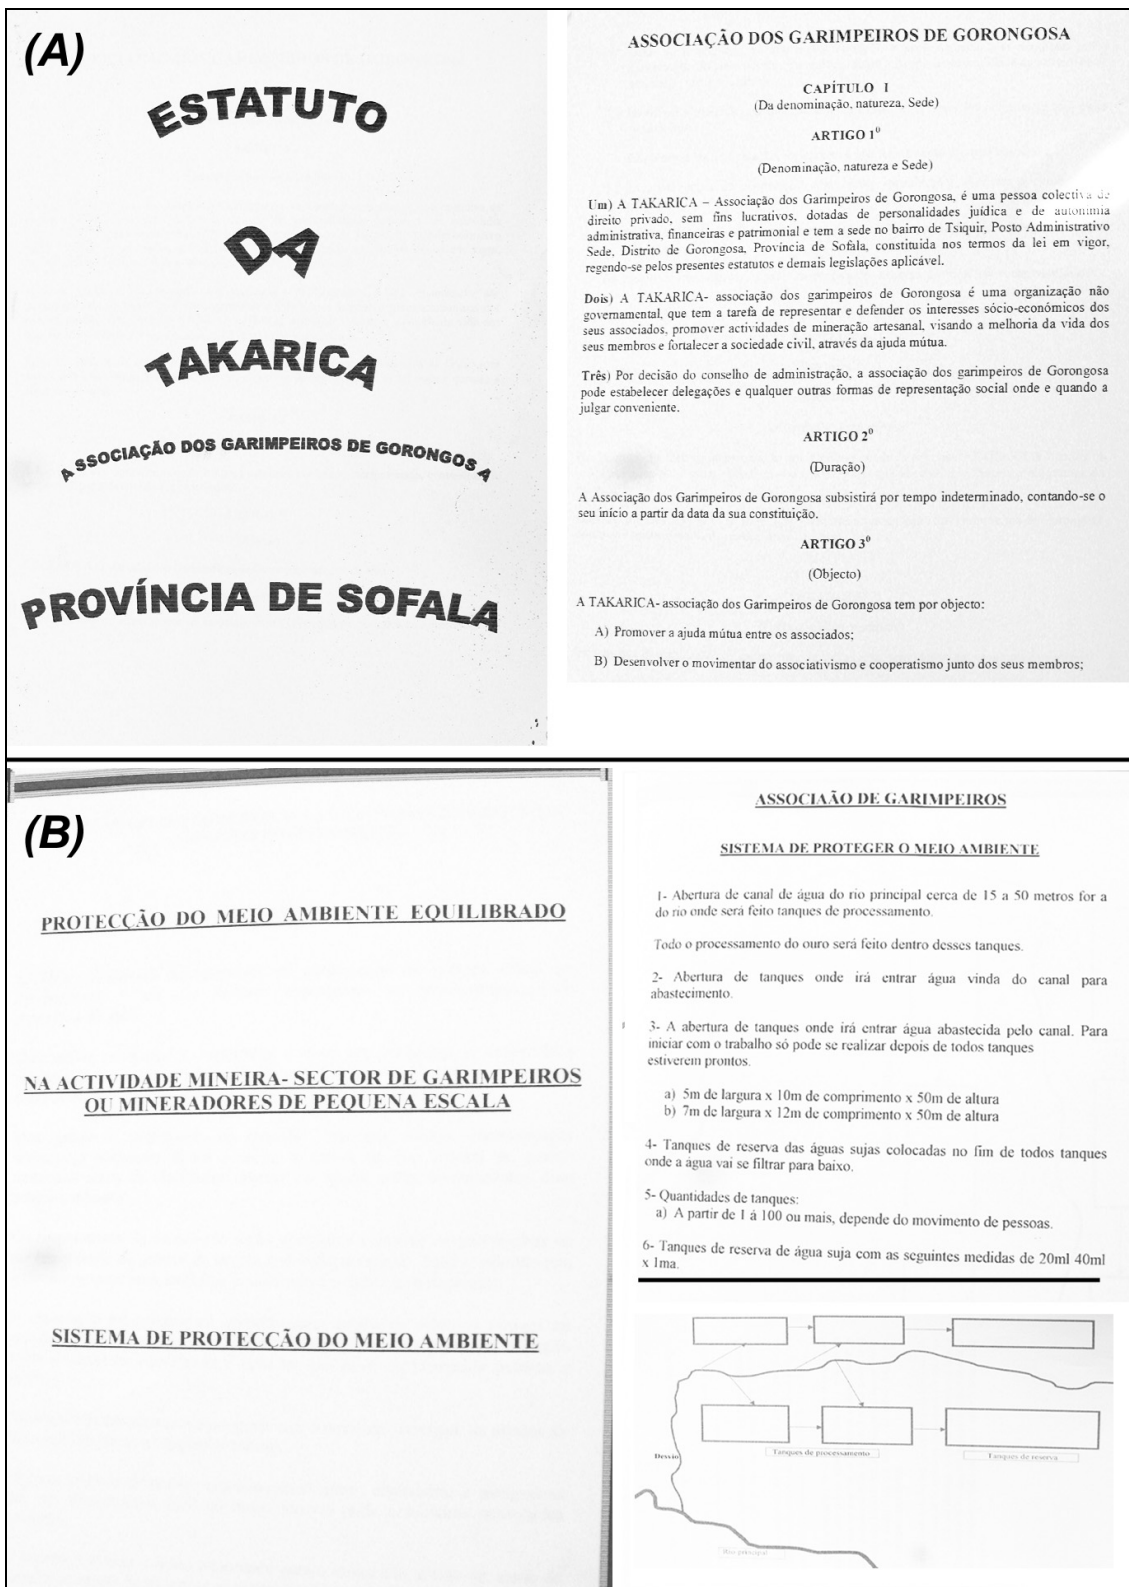 (A)
ESTATUTO
DA
TAKARICA
ASSOCIAÇÃO DOS GARIMPEIROS DE GORONGOSA
PROVÍNCIA DE SOFALA
ASSOCIAÇÃO DOS GARIMPEIROS DE GORONGOSA
CAPÍTULO I
(Da denominação, natureza, Sede)
ARTIGO 1⁰
(Denominação, natureza e Sede)
Um) A TAKARICA – Associação dos Garimpeiros de Gorongosa, é uma pessoa colectiva de
direito privado, sem fins lucrativos, dotadas de personalidades juídica e de autonimia
administrativa, financeiras e patrimonial e tem a sede no bairro de Tsiquir, Posto Administrativo
Sede, Distrito de Gorongosa, Província de Sofala, constituida nos termos da lei em vigor,
regendo-se pelos presentes estatutos e demais legislações aplicável.
Dois) A TAKARICA- associação dos garimpeiros de Gorongosa é uma organização não
governamental, que tem a tarefa de representar e defender os interesses sócio-económicos dos
seus associados, promover actividades de mineração artesanal, visando a melhoria da vida dos
seus membros e fortalecer a sociedade civil, através da ajuda mútua.
Três) Por decisão do conselho de administração, a associação dos garimpeiros de Gorongosa
pode estabelecer delegações e qualquer outras formas de representação social onde e quando a
julgar conveniente.
ARTIGO 2⁰
(Duração)
A Associação dos Garimpeiros de Gorongosa subsistirá por tempo indeterminado, contando-se o
seu início a partir da data da sua constituição.
ARTIGO 3⁰
(Objecto)
A TAKARICA- associação dos Garimpeiros de Gorongosa tem por objecto:
A) Promover a ajuda mútua entre os associados;
B) Desenvolver o movimentar do associativismo e cooperatismo junto dos seus membros;
(B)
PROTECÇÃO DO MEIO AMBIENTE EQUILIBRADO
NA ACTIVIDADE MINEIRA- SECTOR DE GARIMPEIROS
OU MINERADORES DE PEQUENA ESCALA
SISTEMA DE PROTECÇÃO DO MEIO AMBIENTE
ASSOCIAÃO DE GARIMPEIROS
SISTEMA DE PROTEGER O MEIO AMBIENTE
1- Abertura de canal de água do rio principal cerca de 15 a 50 metros for a
do rio onde será feito tanques de processamento.
Todo o processamento do ouro será feito dentro desses tanques.
2- Abertura de tanques onde irá entrar água vinda do canal para
abastecimento.
3- A abertura de tanques onde irá entrar água abastecida pelo canal. Para
iniciar com o trabalho só pode se realizar depois de todos tanques
estiverem prontos.
a) 5m de largura x 10m de comprimento x 50m de altura
b) 7m de largura x 12m de comprimento x 50m de altura
4- Tanques de reserva das águas sujas colocadas no fim de todos tanques
onde a água vai se filtrar para baixo.
5- Quantidades de tanques:
a) A partir de 1 á 100 ou mais, depende do movimento de pessoas.
6- Tanques de reserva de água suja com as seguintes medidas de 20ml 40ml
x 1ma.
Desvio
Tanques de processamento
Tanques de reserva
Rio principal